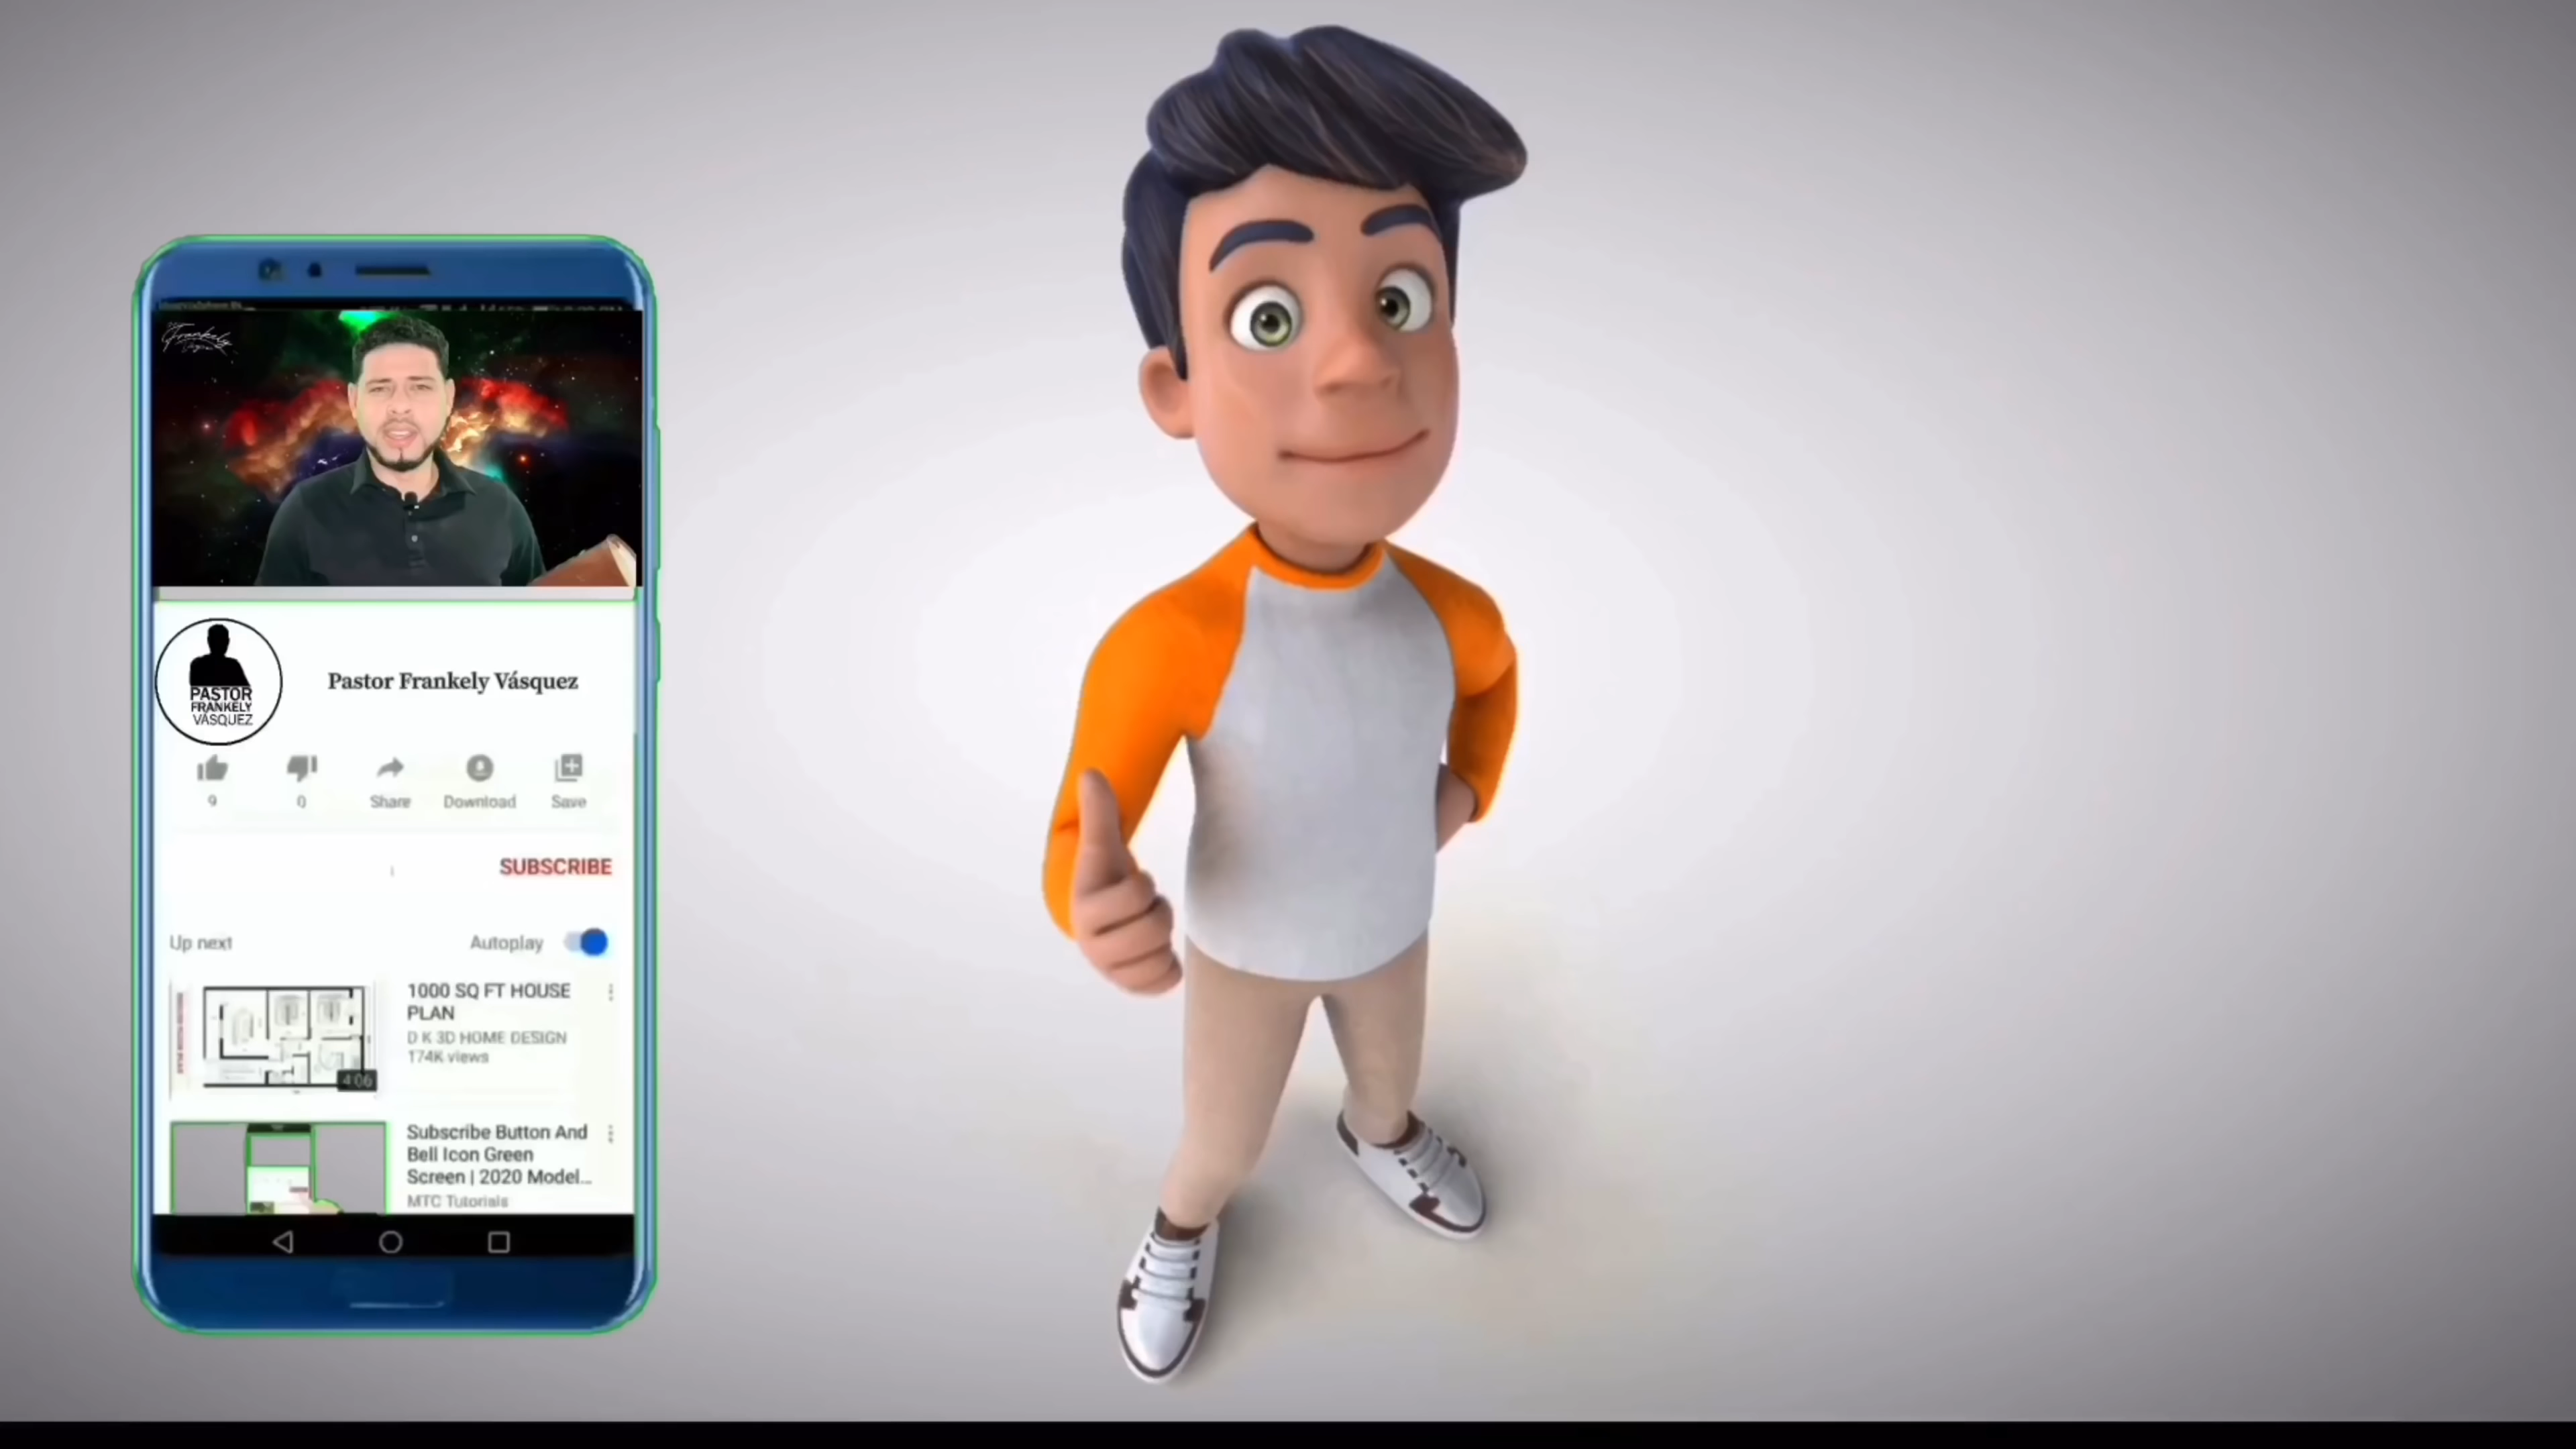 Frankely
Pastor Frankely Vásquez
PASTOR
FRANKELY
VÁSQUEZ
9
0
Share
Download
Save
SUBSCRIBE
Up next
Autoplay
1000 SQ FT HOUSE
PLAN
D K 3D HOME DESIGN
174K views
4:06
Subscribe Button And
Bell Icon Green
Screen | 2020 Model...
MTC Tutorials